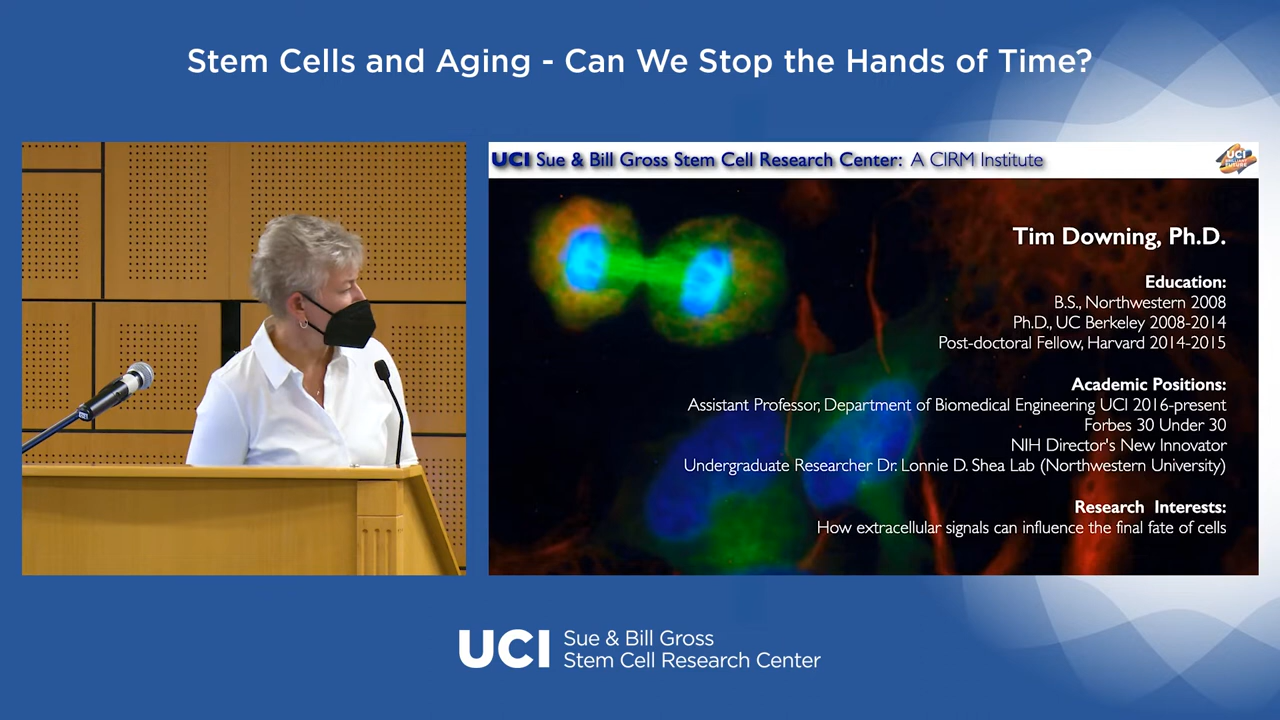 Stem Cells and Aging - Can We Stop the Hands of Time?
UCI Sue & Bill Gross Stem Cell Research Center: A CIRM Institute
UCI
BRILLIANT
FUTURE
Tim Downing, Ph.D.
Education:
B.S., Northwestern 2008
Ph.D., UC Berkeley 2008-2014
Post-doctoral Fellow, Harvard 2014-2015
Academic Positions:
Assistant Professor, Department of Biomedical Engineering UCI 2016-present
Forbes 30 Under 30
NIH Director's New Innovator
Undergraduate Researcher Dr. Lonnie D. Shea Lab (Northwestern University)
Research Interests:
How extracellular signals can influence the final fate of cells
UCI Sue & Bill Gross
Stem Cell Research Center